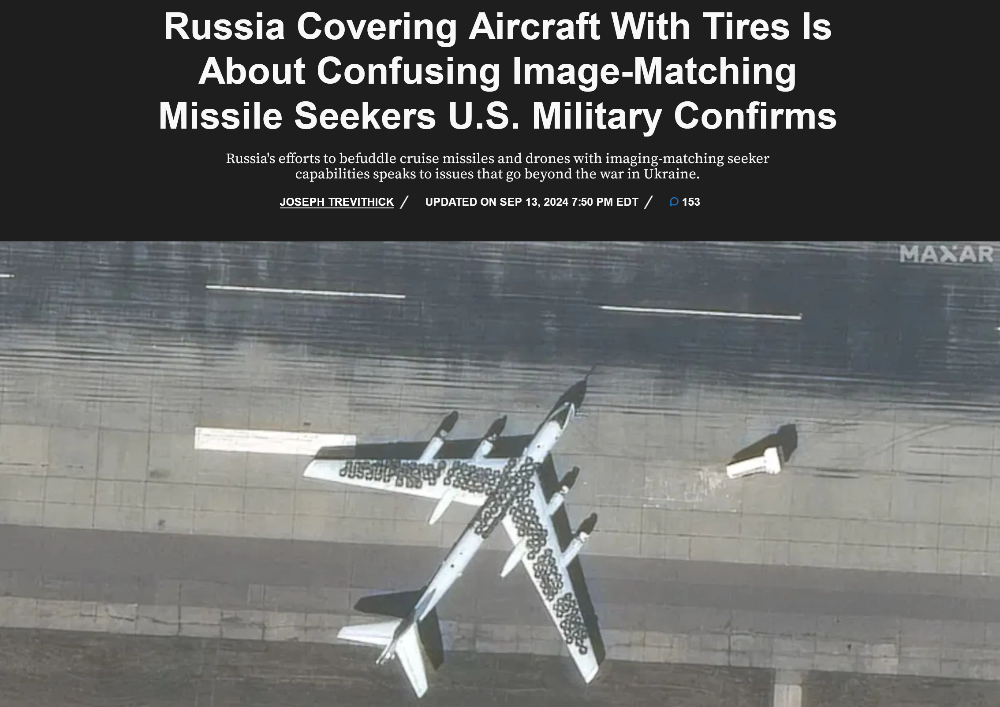 Russia Covering Aircraft With Tires Is
About Confusing Image-Matching
Missile Seekers U.S. Military Confirms
Russia's efforts to befuddle cruise missiles and drones with imaging-matching seeker
capabilities speaks to issues that go beyond the war in Ukraine.
JOSEPH TREVITHICK / UPDATED ON SEP 13, 2024 7:50 PM EDT / 153
MAXAR